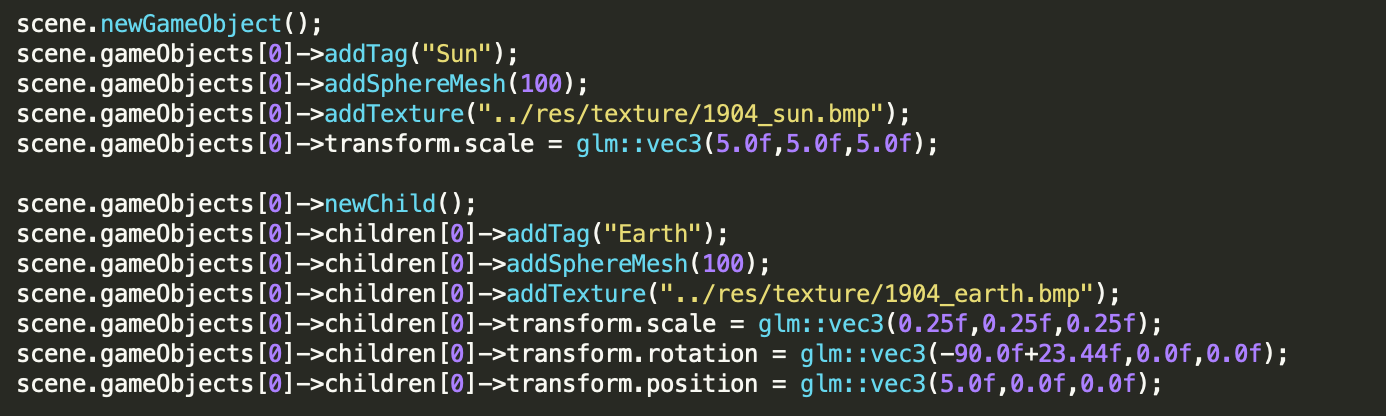 scene.newGameObject();
scene.gameObjects[0]->addTag("Sun");
scene.gameObjects[0]->addSphereMesh(100);
scene.gameObjects[0]->addTexture("../res/texture/1904_sun.bmp");
scene.gameObjects[0]->transform.scale = glm::vec3(5.0f,5.0f,5.0f);

scene.gameObjects[0]->newChild();
scene.gameObjects[0]->children[0]->addTag("Earth");
scene.gameObjects[0]->children[0]->addSphereMesh(100);
scene.gameObjects[0]->children[0]->addTexture("../res/texture/1904_earth.bmp");
scene.gameObjects[0]->children[0]->transform.scale = glm::vec3(0.25f,0.25f,0.25f);
scene.gameObjects[0]->children[0]->transform.rotation = glm::vec3(-90.0f+23.44f,0.0f,0.0f);
scene.gameObjects[0]->children[0]->transform.position = glm::vec3(5.0f,0.0f,0.0f);